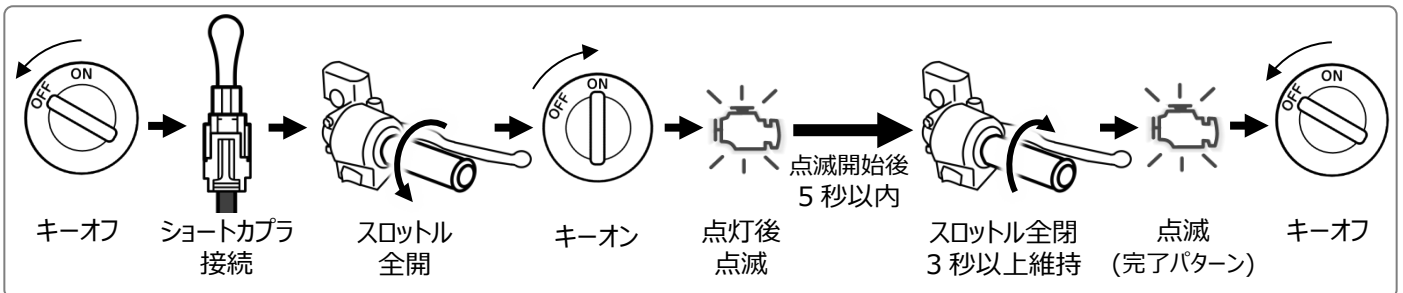 ON
OFF
キーオフ
ショートカプラ
接続
スロットル
全開
ON
OFF
キーオン
点灯後
点滅
点滅開始後
5 秒以内
スロットル全閉
3 秒以上維持
点滅
(完了パターン)
ON
OFF
キーオフ